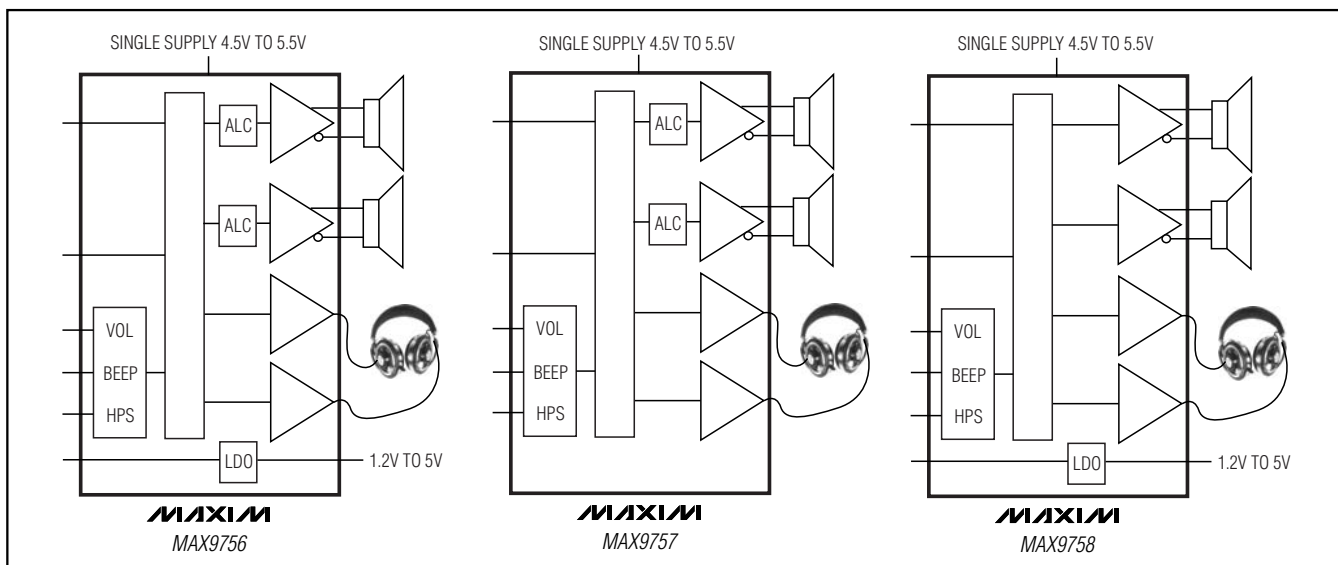 SINGLE SUPPLY 4.5V TO 5.5V
ALC
ALC
VOL
BEEP
HPS
LDO
1.2V TO 5V
MAXIM
MAX9756
SINGLE SUPPLY 4.5V TO 5.5V
ALC
ALC
VOL
BEEP
HPS
MAXIM
MAX9757
SINGLE SUPPLY 4.5V TO 5.5V
VOL
BEEP
HPS
LDO
1.2V TO 5V
MAXIM
MAX9758